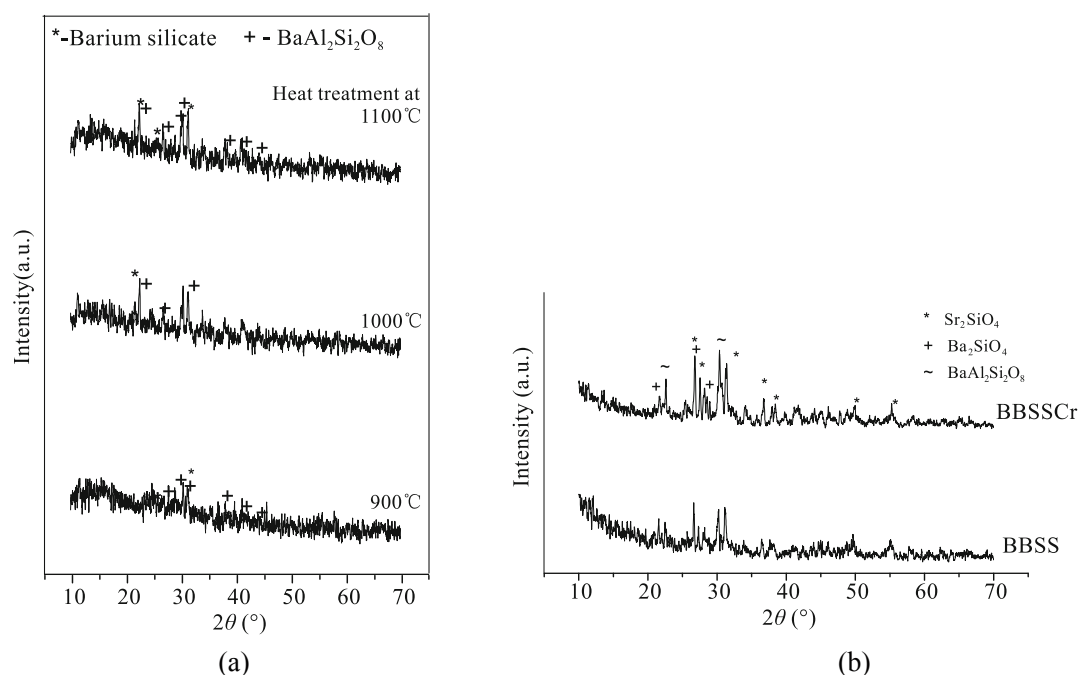 *-Barium silicate + - BaAl₂Si₂O₈
Heat treatment at
1100℃
1000℃
900℃
Intensity(a.u.)
10 20 30 40 50 60 70
2θ (°)
(a)
* Sr₂SiO₄
+ Ba₂SiO₄
~ BaAl₂Si₂O₈
BBSSCr
BBSS
Intensity (a.u.)
10 20 30 40 50 60 70
2θ (°)
(b)